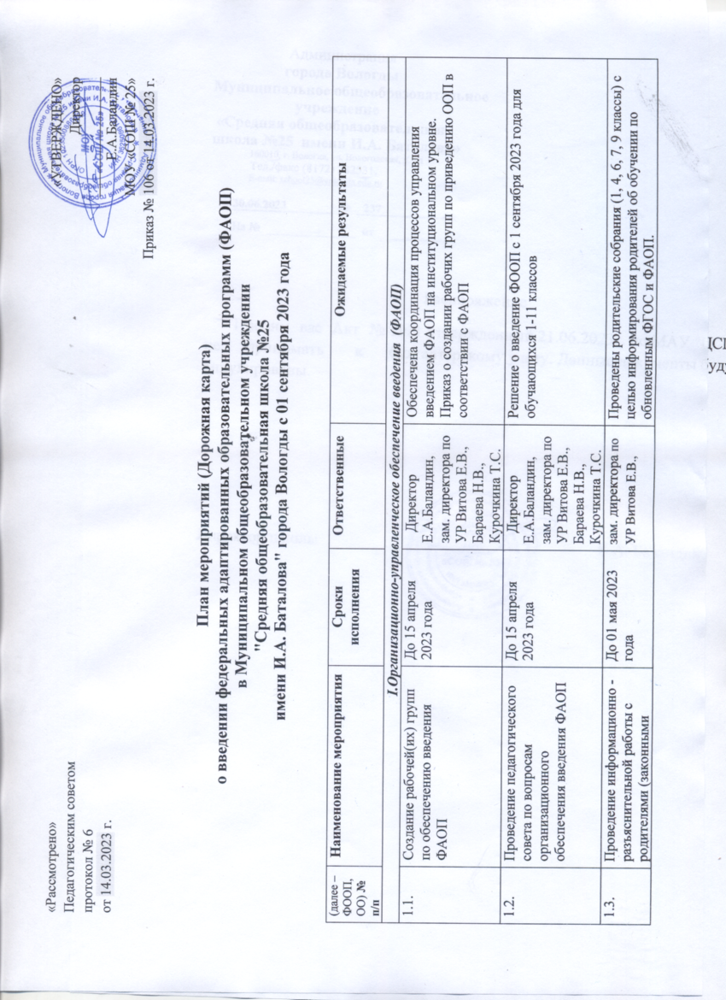 «Рассмотрено»
Педагогическим советом
протокол № 6
от 14.03.2023 г.
«УТВЕРЖДЕНО»
Директор
Е.А.Баландин
МОУ «СОШ № 25»
Приказ № 106 от 14.03.2023 г.
План мероприятий (Дорожная карта)
о введении федеральных адаптированных образовательных программ (ФАОП)
в Муниципальном общеобразовательном учреждении
"Средняя общеобразовательная школа №25
имени И.А. Баталова" города Вологды с 01 сентября 2023 года
(далее –
ФООП,
ОО) №
п/п
Наименование мероприятия
Сроки
исполнения
Ответственные
Ожидаемые результаты
I.Организационно-управленческое обеспечение введения (ФАОП)
1.1.
Создание рабочей(их) групп
по обеспечению введения
ФАОП
До 15 апреля
2023 года
Директор
Е.А.Баландин,
зам. директора по
УР Витова Е.В.,
Бараева Н.В.,
Курочкина Т.С.
Обеспечена координация процессов управления
введением ФАОП на институциональном уровне.
Приказ о создании рабочих групп по приведению ООП в
соответствие с ФАОП
1.2.
Проведение педагогического
совета по вопросам
организационного
обеспечения введения ФАОП
До 15 апреля
2023 года
Директор
Е.А.Баландин,
зам. директора по
УР Витова Е.В.,
Бараева Н.В.,
Курочкина Т.С.
Решение о введение ФООП с 1 сентября 2023 года для
обучающихся 1-11 классов
1.3.
Проведение информационно -
разъяснительной работы с
родителями (законными
До 01 мая 2023
года
зам. директора по
УР Витова Е.В.,
Проведены родительские собрания (1, 4, 6, 7, 9 классы) с
целью информирования родителей об обучении по
обновленным ФГОС и ФАОП.